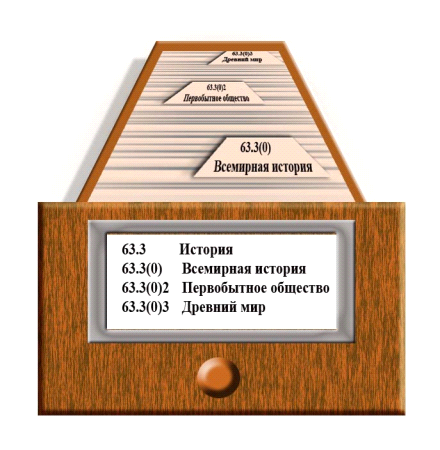 63.3(0)3
Древний мир
63.3(0)2
Первобытное общество
63.3(0)
Всемирная история
63.3 История
63.3(0) Всемирная история
63.3(0)2 Первобытное общество
63.3(0)3 Древний мир